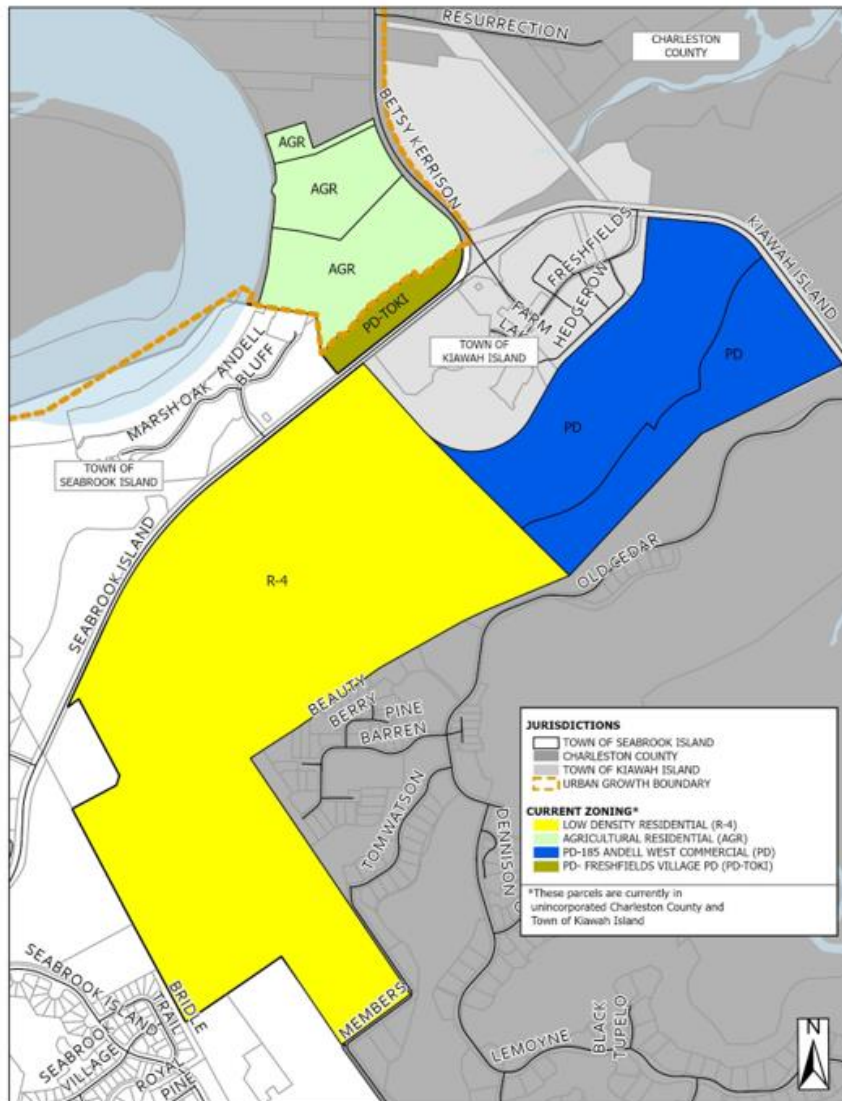 RESURRECTION
CHARLESTON
COUNTY
BETSY KERRISON
AGR
AGR
AGR
PD-TOKI
KIAWAH ISLAND
FRESHFIELDS
HEDGEROW
FARM
TOWN OF
KIAWAH ISLAND
PD
PD
MARSH OAK
ANDELL
BLUFF
TOWN OF
SEABROOK ISLAND
SEABROOK ISLAND
R-4
OLD CEDAR
BEAUTY
BERRY
PINE
BARREN
TOM WATSON
DENNISON
JURISDICTIONS
TOWN OF SEABROOK ISLAND
CHARLESTON COUNTY
TOWN OF KIAWAH ISLAND
URBAN GROWTH BOUNDARY
CURRENT ZONING*
LOW DENSITY RESIDENTIAL (R-4)
AGRICULTURAL RESIDENTIAL (AGR)
PD-185 ANDELL WEST COMMERCIAL (PD)
PD- FRESHFIELDS VILLAGE PD (PD-TOKI)
*These parcels are currently in
unincorporated Charleston County and
Town of Kiawah Island
SEABROOK ISLAND
BRIDLE
TRAIL
SEABROOK
VILLAGE
ROYAL
PINE
MEMBERS
LEMOYNE
BLACK
TUPELO
N